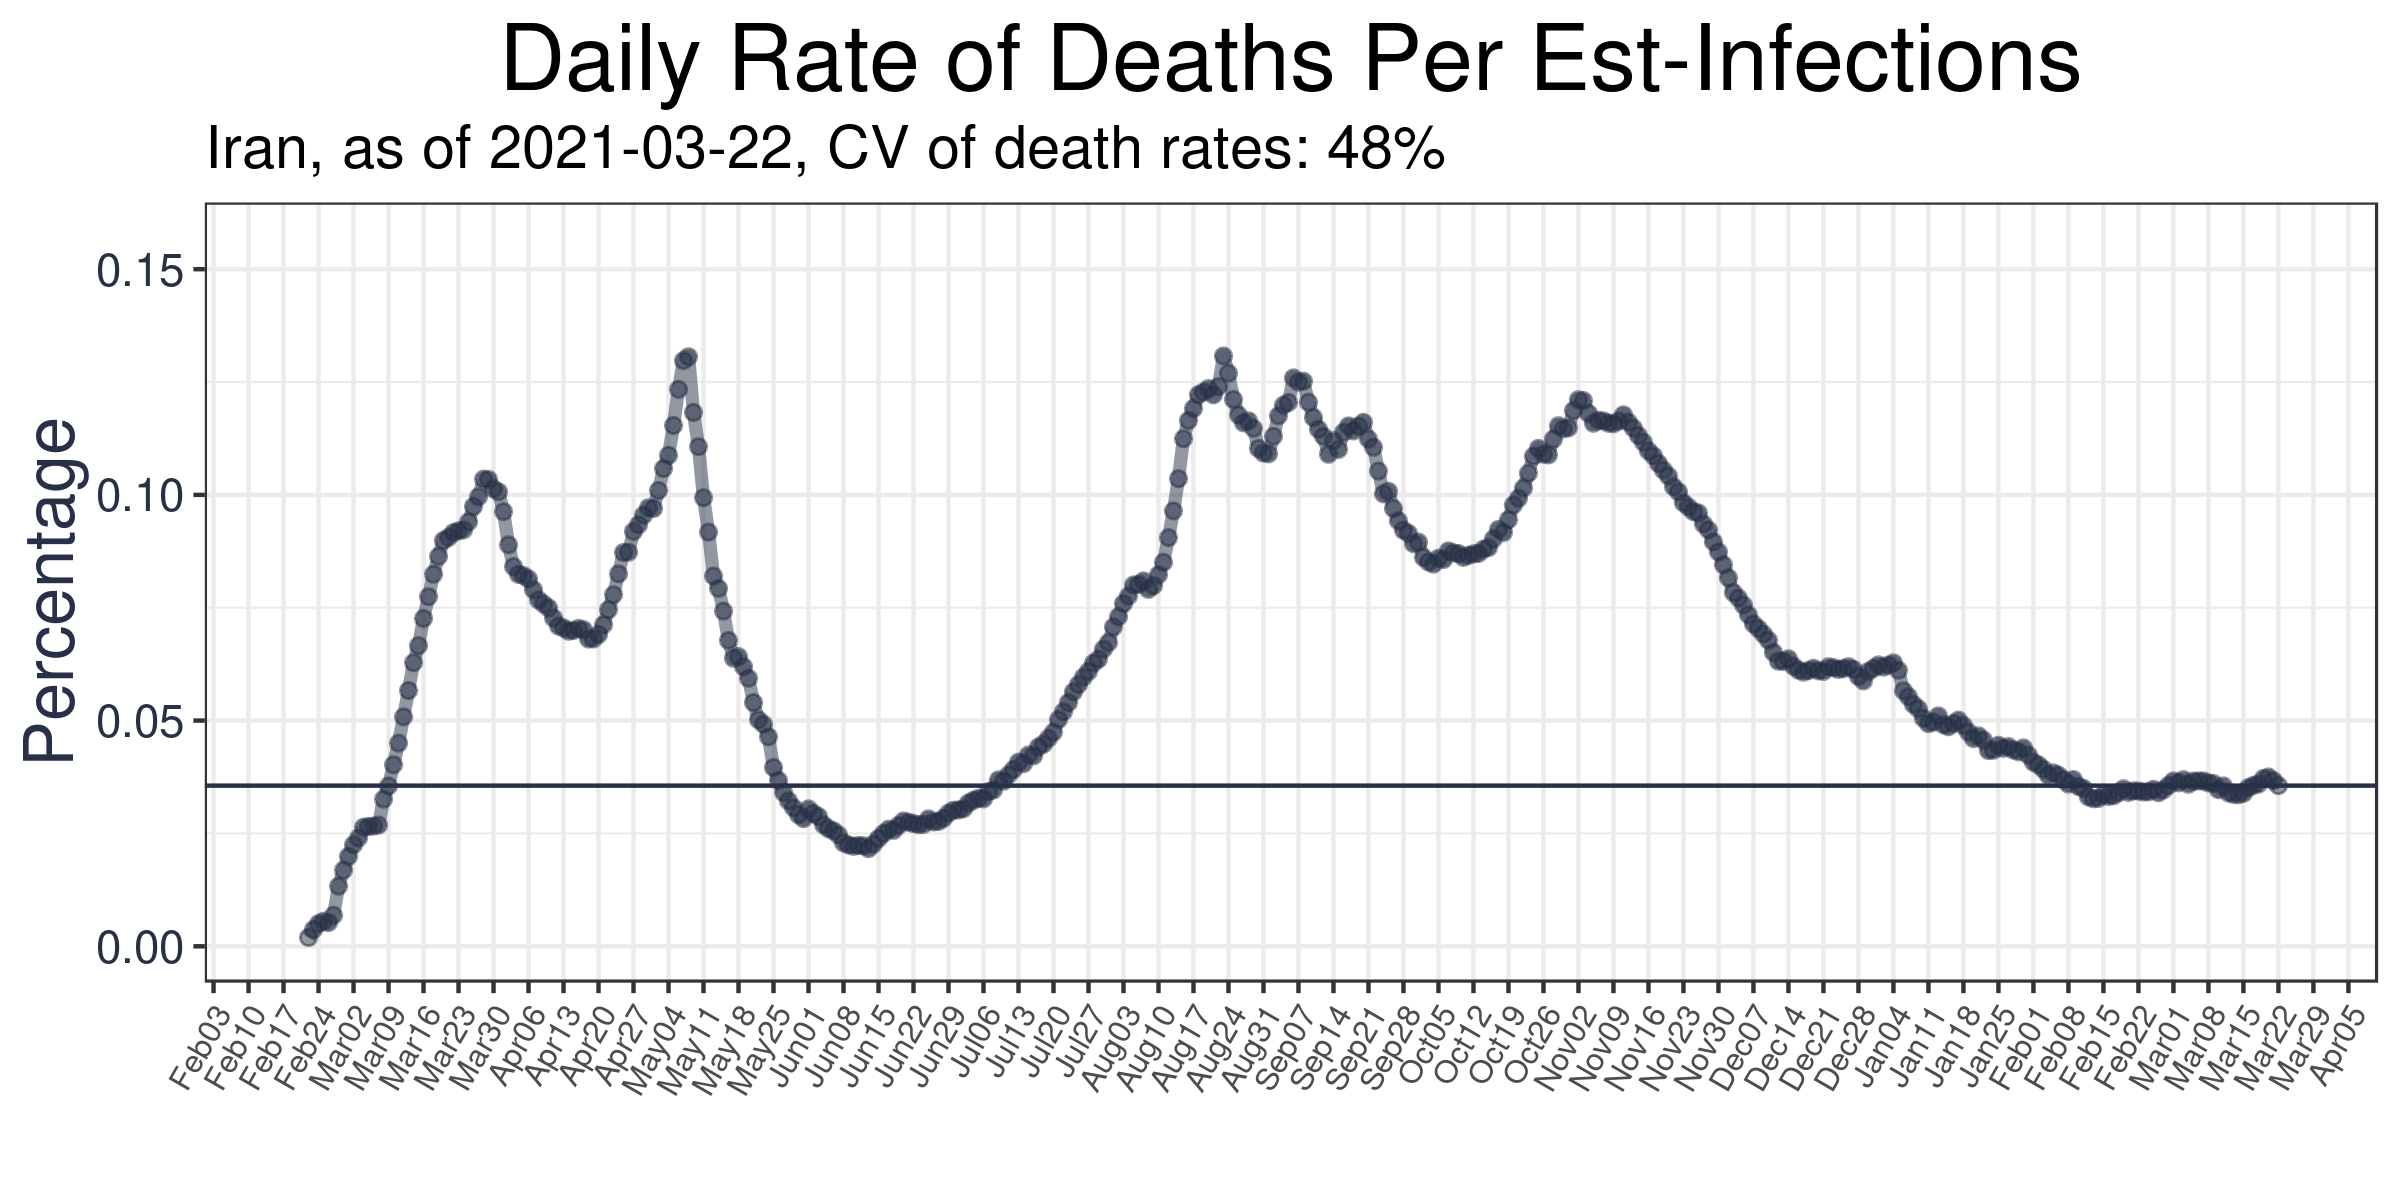 Daily Rate of Deaths Per Est-Infections
Iran, as of 2021-03-22, CV of death rates: 48%
Percentage
0.15
0.10
0.05
0.00
Feb03
Feb10
Feb17
Feb24
Mar02
Mar09
Mar16
Mar23
Mar30
Apr06
Apr13
Apr20
Apr27
May04
May11
May18
May25
Jun01
Jun08
Jun15
Jun22
Jun29
Jul06
Jul13
Jul20
Jul27
Aug03
Aug10
Aug17
Aug24
Aug31
Sep07
Sep14
Sep21
Sep28
Oct05
Oct12
Oct19
Oct26
Nov02
Nov09
Nov16
Nov23
Nov30
Dec07
Dec14
Dec21
Dec28
Jan04
Jan11
Jan18
Jan25
Feb01
Feb08
Feb15
Feb22
Mar01
Mar08
Mar15
Mar22
Mar29
Apr05